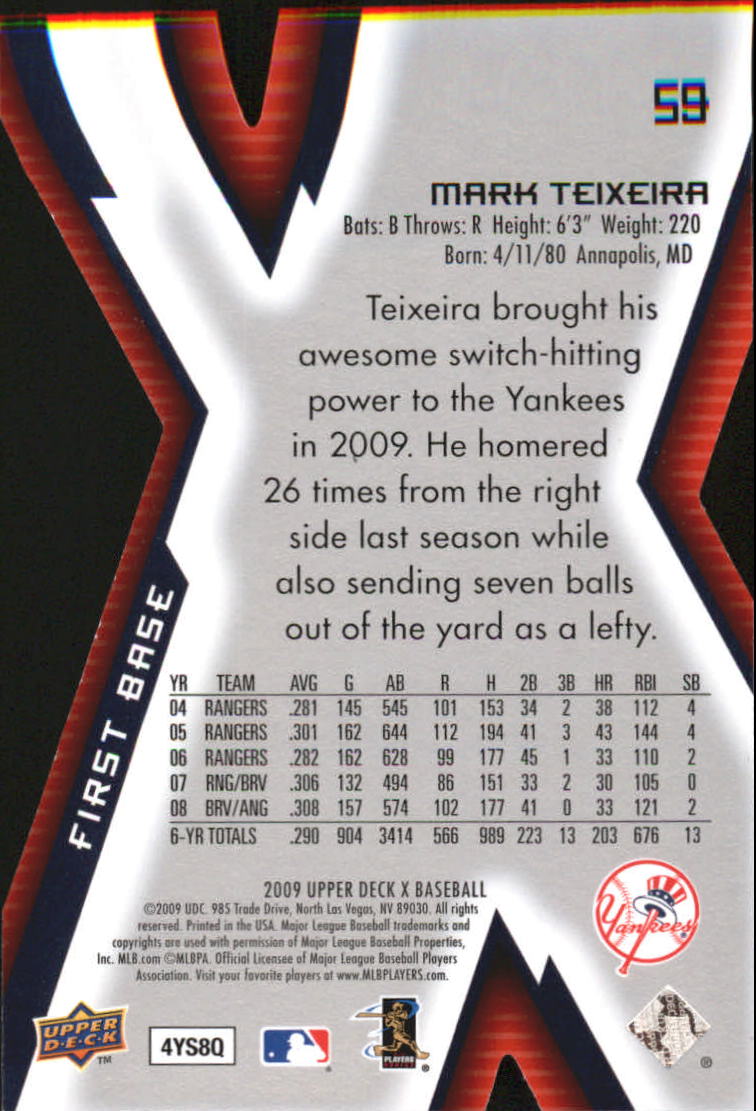 59
MARK TEIXEIRA
Bats: B Throws: R Height: 6'3" Weight: 220
Born: 4/11/80 Annapolis, MD
Teixeira brought his
awesome switch-hitting
power to the Yankees
in 2009. He homered
26 times from the right
side last season while
also sending seven balls
out of the yard as a lefty.
FIRST BASE
YR TEAM AVG G AB R H 2B 3B HR RBI SB
04 RANGERS .281 145 545 101 153 34 2 38 112 4
05 RANGERS .301 162 644 112 194 41 3 43 144 4
06 RANGERS .282 162 628 99 177 45 1 33 110 2
07 RNG/BRV .306 132 494 86 151 33 2 30 105 0
08 BRV/ANG .308 157 574 102 177 41 0 33 121 2
6-YR TOTALS .290 904 3414 566 989 223 13 203 676 13
2009 UPPER DECK X BASEBALL
©2009 UDC. 985 Trade Drive, North Las Vegas, NV 89030. All rights
reserved. Printed in the USA. Major League Baseball trademarks and
copyrights are used with permission of Major League Baseball Properties,
Inc. MLB.com ©MLBPA. Official Licensee of Major League Baseball Players
Association. Visit your favorite players at www.MLBPLAYERS.com.
Yankees
UPPER
D·E·C·K
TM
4YS8Q
®
PLAYERS
CHOICE
®
®